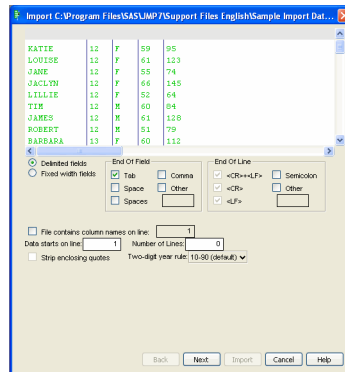 Import C:\Program Files\SAS\JMP7\Support Files English\Sample Import Dat...
KATIE 12 F 59 95
LOUISE 12 F 61 123
JANE 12 F 55 74
JACLYN 12 F 66 145
LILLIE 12 F 52 64
TIM 12 M 60 84
JAMES 12 M 61 128
ROBERT 12 M 51 79
BARBARA 13 F 60 112
Delimited fields
Fixed width fields
End Of Field
Tab Comma
Space Other
Spaces
End Of Line
<CR>+<LF> Semicolon
<CR> Other
<LF>
File contains column names on line: 1
Data starts on line: 1 Number of Lines: 0
Strip enclosing quotes Two-digit year rule: 10-90 (default)
Back Next Import Cancel Help